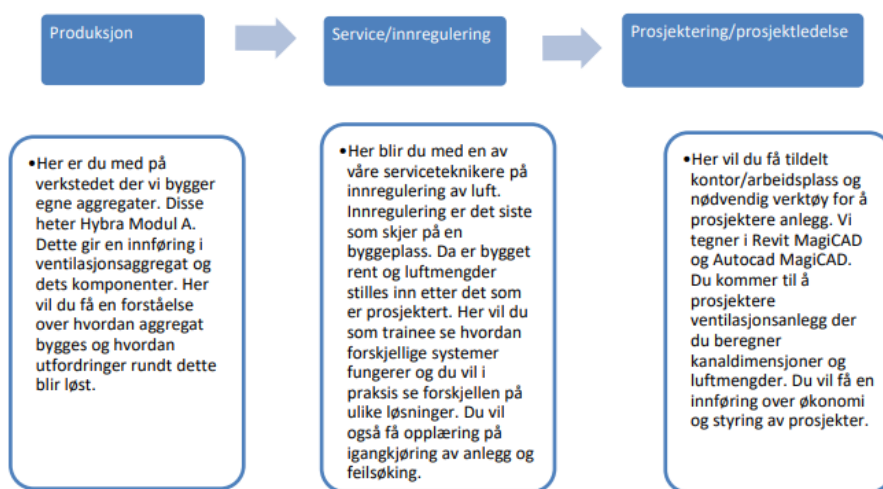 Produksjon
Service/innregulering
Prosjektering/prosjektledelse
•Her er du med på
verkstedet der vi bygger
egne aggregater. Disse
heter Hybra Modul A.
Dette gir en innføring i
ventilasjonsaggregat og
dets komponenter. Her
vil du få en forståelse
over hvordan aggregat
bygges og hvordan
utfordringer rundt dette
blir løst.
•Her blir du med en av
våre serviceteknikere på
innregulering av luft.
Innregulering er det siste
som skjer på en
byggeplass. Da er bygget
rent og luftmengder
stilles inn etter det som
er prosjektert. Her vil du
som trainee se hvordan
forskjellige systemer
fungerer og du vil i
praksis se forskjellen på
ulike løsninger. Du vil
også få opplæring på
igangkjøring av anlegg og
feilsøking.
•Her vil du få tildelt
kontor/arbeidsplass og
nødvendig verktøy for å
prosjektere anlegg. Vi
tegner i Revit MagiCAD
og Autocad MagiCAD.
Du kommer til å
prosjektere
ventilasjonsanlegg der
du beregner
kanaldimensjoner og
luftmengder. Du vil få en
innføring over økonomi
og styring av prosjekter.